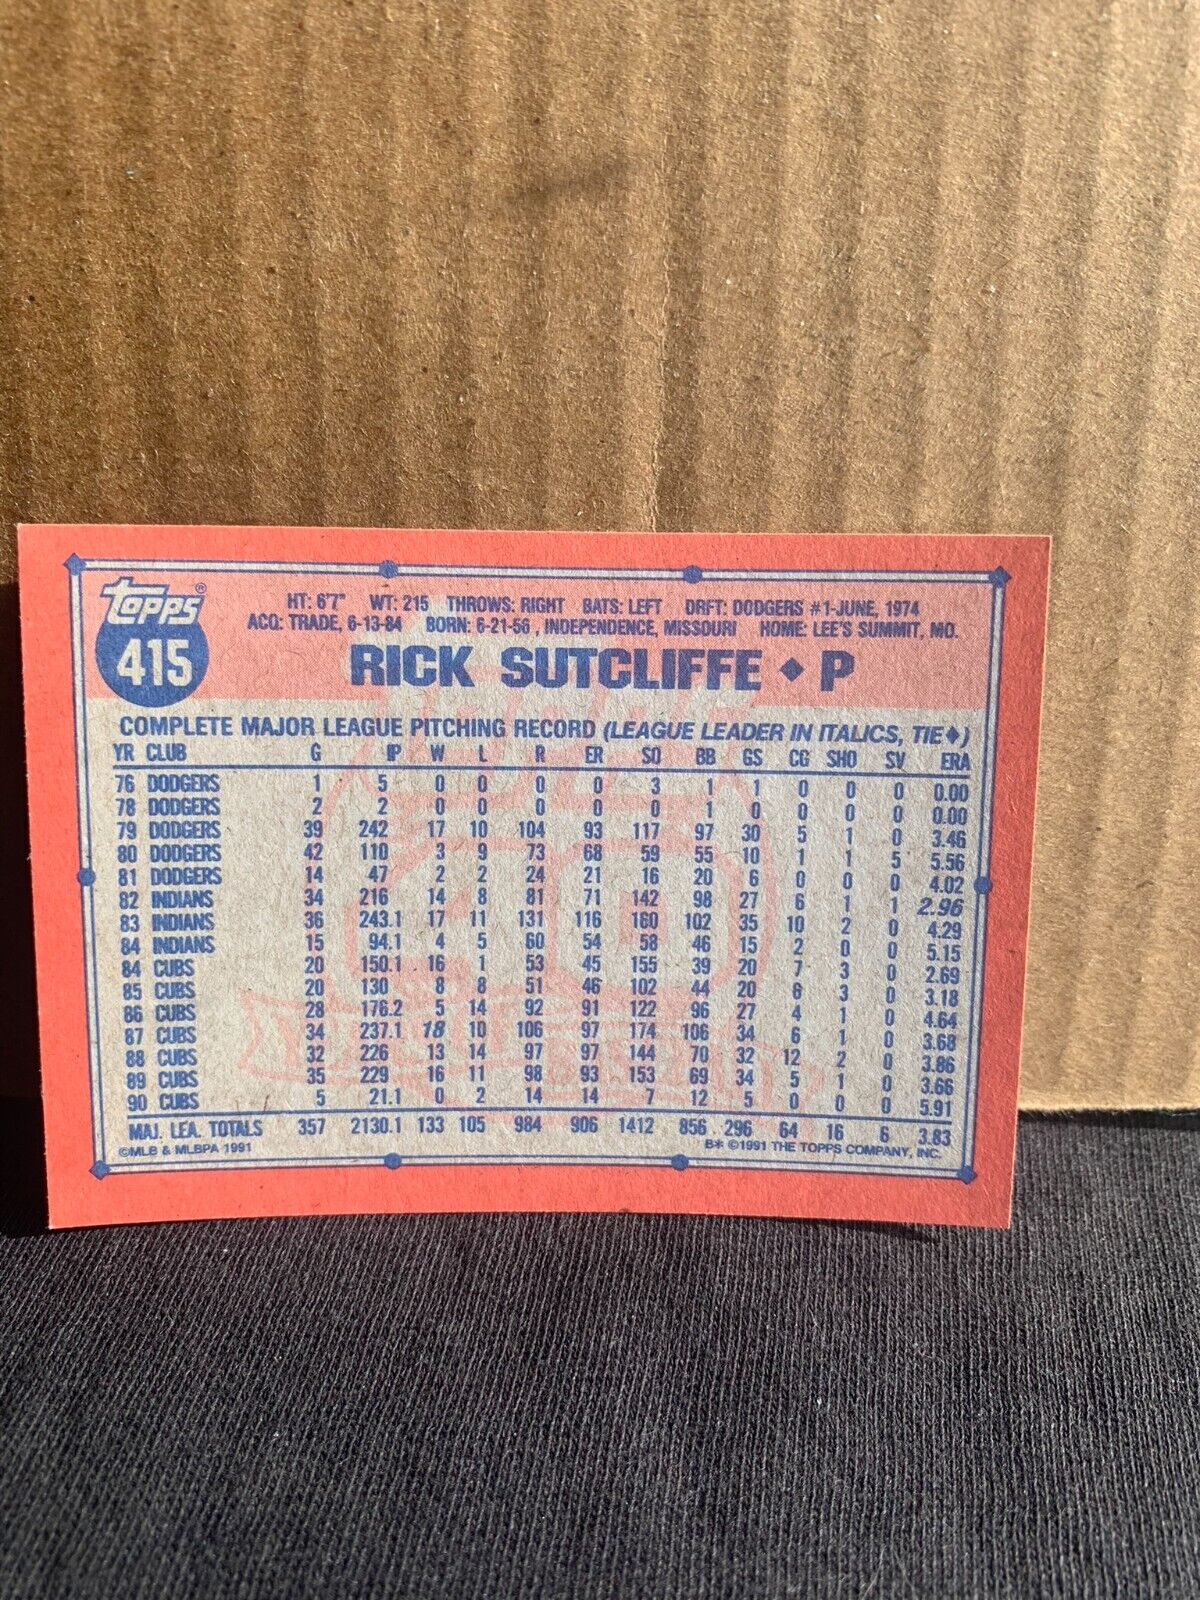 topps®
415
HT: 6'7" WT: 215 THROWS: RIGHT BATS: LEFT DRFT: DODGERS #1-JUNE, 1974
ACQ: TRADE, 6-13-84 BORN: 6-21-56 , INDEPENDENCE, MISSOURI HOME: LEE'S SUMMIT, MO.
RICK SUTCLIFFE ♦ P
COMPLETE MAJOR LEAGUE PITCHING RECORD (LEAGUE LEADER IN ITALICS, TIE♦)
YR CLUB G IP W L R ER SO BB GS CG SHO SV ERA
76 DODGERS 1 5 0 0 0 0 3 1 1 0 0 0 0.00
78 DODGERS 2 2 0 0 0 0 0 1 0 0 0 0 0.00
79 DODGERS 39 242 17 10 104 93 117 97 30 5 1 0 3.46
80 DODGERS 42 110 3 9 73 68 59 55 10 1 1 5 5.56
81 DODGERS 14 47 2 2 24 21 16 20 6 0 0 0 4.02
82 INDIANS 34 216 14 8 81 71 142 98 27 6 1 1 2.96
83 INDIANS 36 243.1 17 11 131 116 160 102 35 10 2 0 4.29
84 INDIANS 15 94.1 4 5 60 54 58 46 15 2 0 0 5.15
84 CUBS 20 150.1 16 1 53 45 155 39 20 7 3 0 2.69
85 CUBS 20 130 8 8 51 46 102 44 20 6 3 0 3.18
86 CUBS 28 176.2 5 14 92 91 122 96 27 4 1 0 4.64
87 CUBS 34 237.1 18 10 106 97 174 106 34 6 1 0 3.68
88 CUBS 32 226 13 14 97 97 144 70 32 12 2 0 3.86
89 CUBS 35 229 16 11 98 93 153 69 34 5 1 0 3.66
90 CUBS 5 21.1 0 2 14 14 7 12 5 0 0 0 5.91
MAJ. LEA. TOTALS 357 2130.1 133 105 984 906 1412 856 296 64 16 6 3.83
©MLB & MLBPA 1991 B* ©1991 THE TOPPS COMPANY, INC.